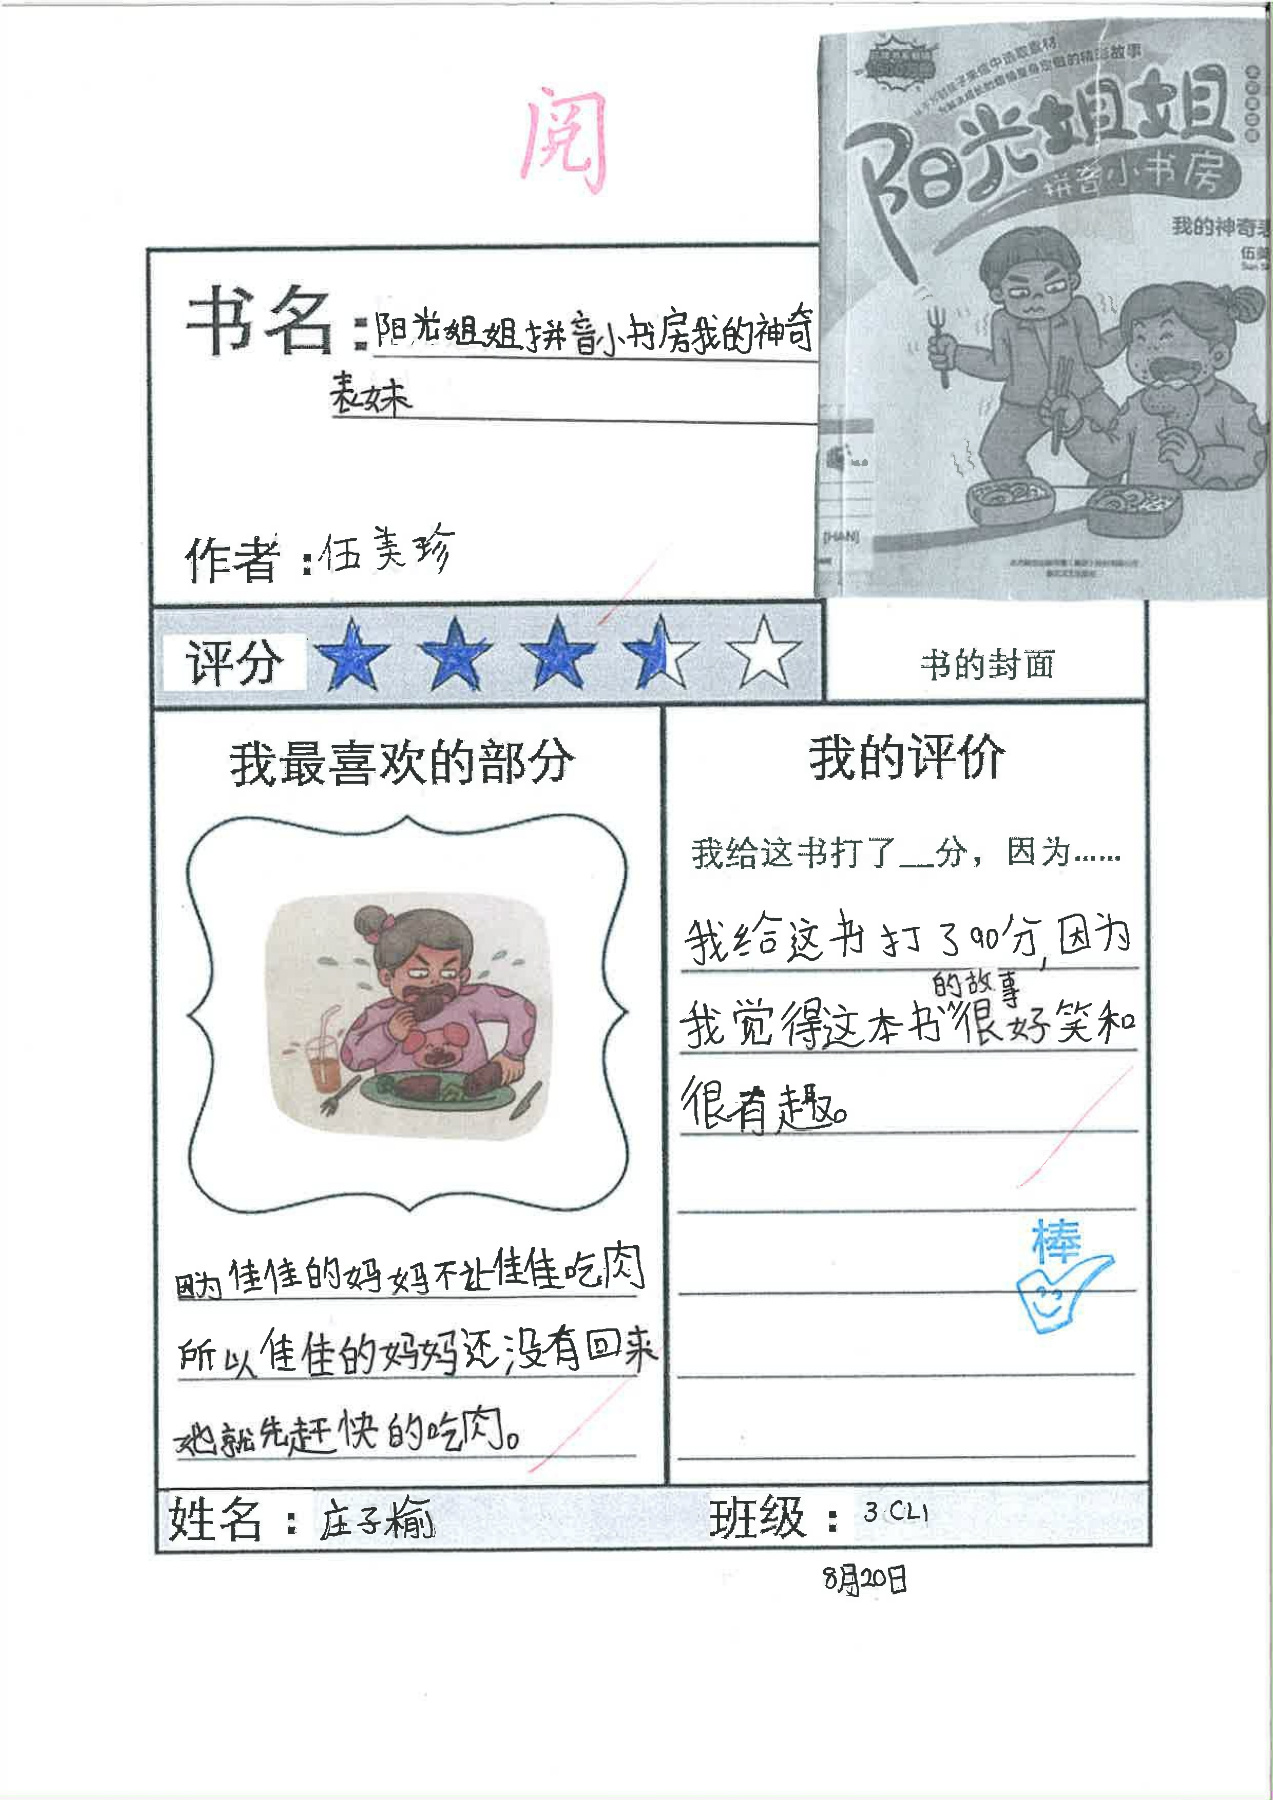 阅
阳光姐姐
拼音小书房
我的神奇表
伍美
[HAN]
书名：阳光姐姐拼音小书房我的神奇
表妹
作者：伍美珍
评分
书的封面
我最喜欢的部分
因为佳佳的妈妈不让佳佳吃肉
所以佳佳的妈妈还没有回来
她就先赶快的吃肉。
我的评价
我给这书打了__分，因为……
我给这书打了90分，因为
的故事
我觉得这本书很好笑和
很有趣。
棒
姓名：庄子榆
班级：3 CL1
8月20日